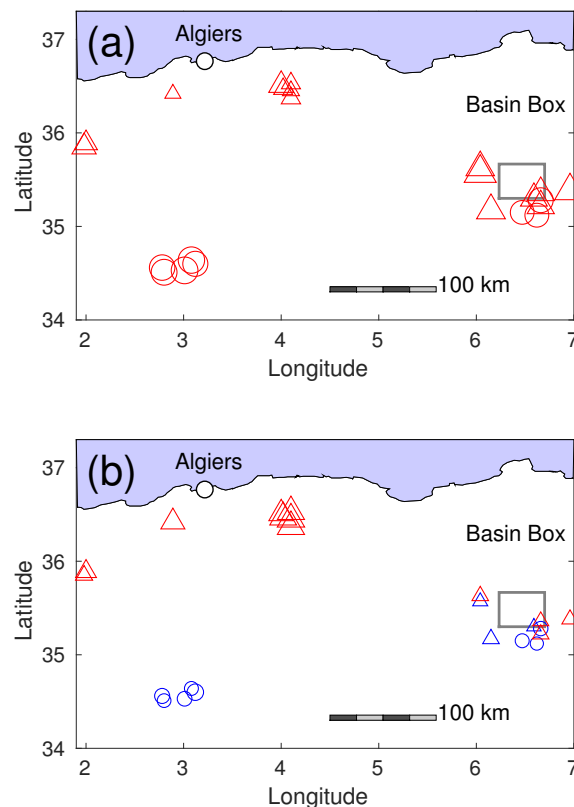 (a)
Algiers
Basin Box
100 km
37
36
35
34
Latitude
2 3 4 5 6 7
Longitude
(b)
Algiers
Basin Box
100 km
37
36
35
34
Latitude
2 3 4 5 6 7
Longitude